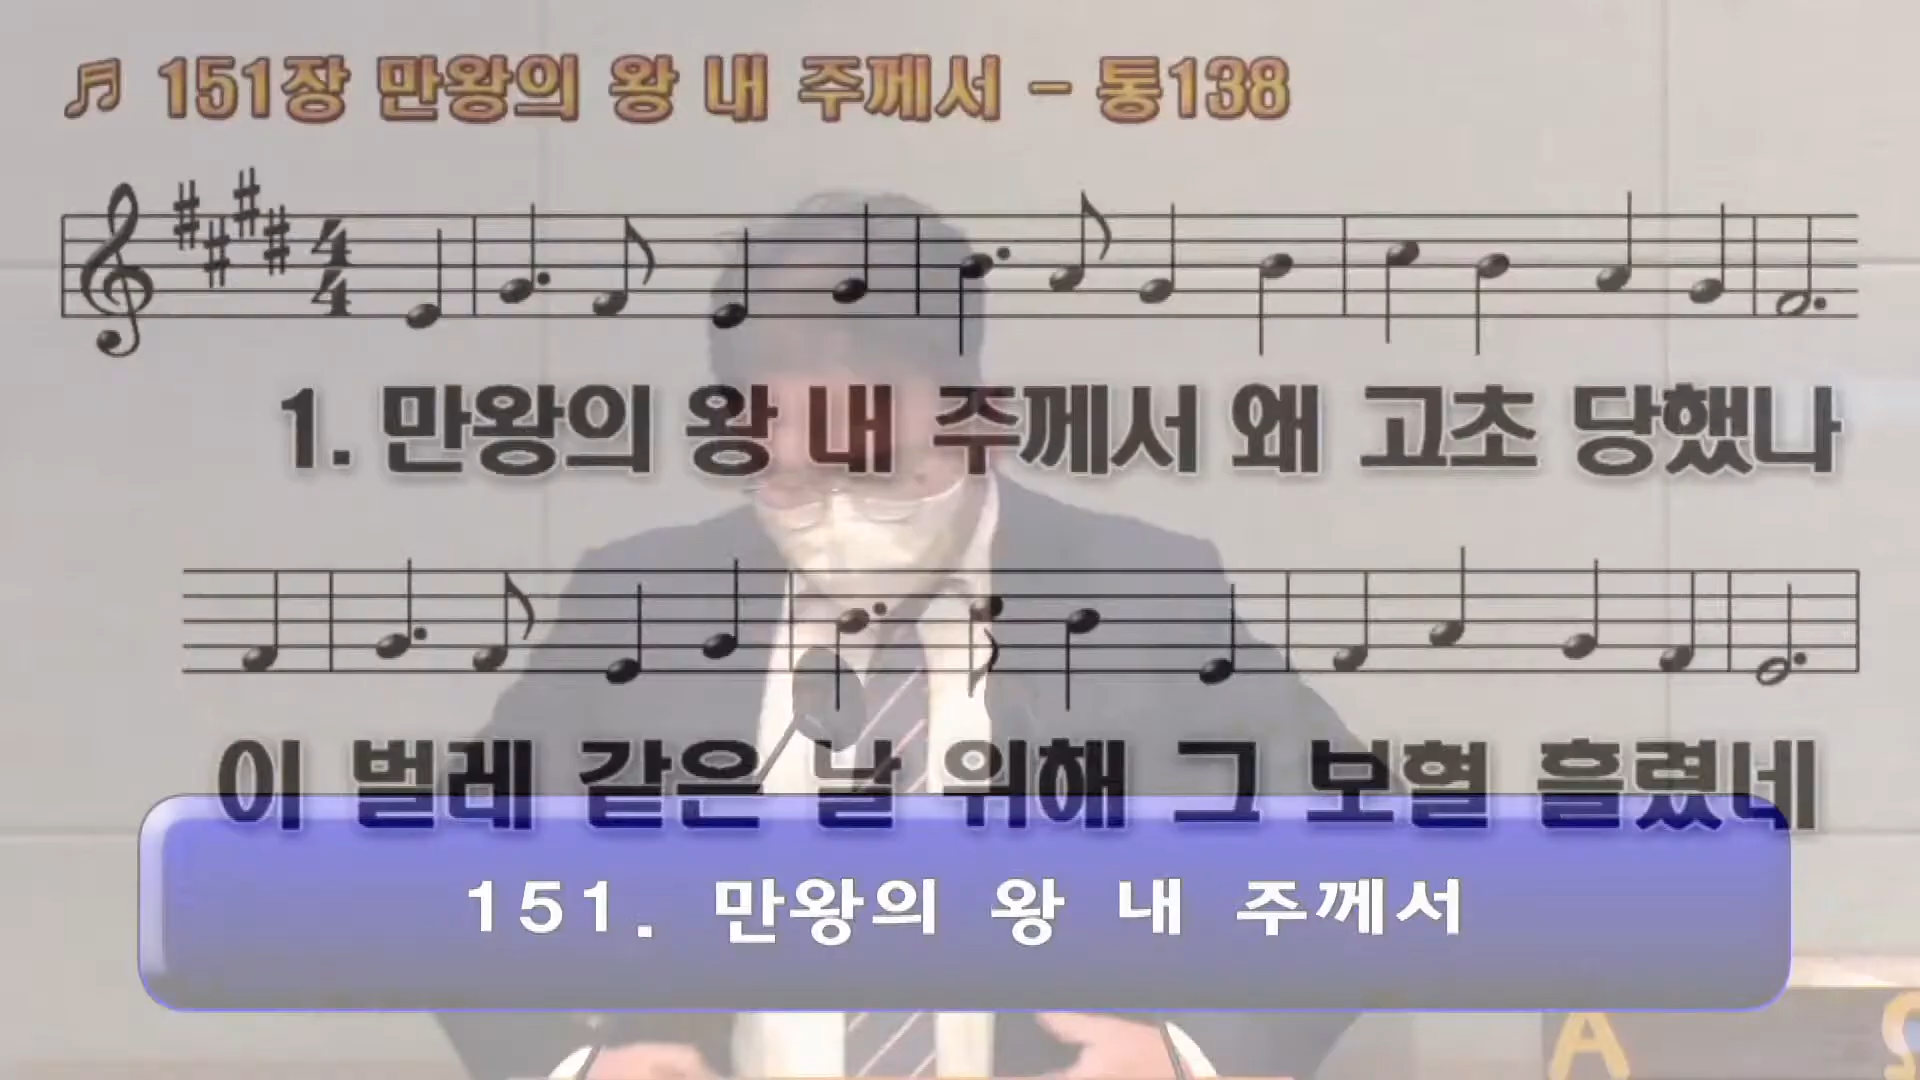 151장 만왕의 왕 내 주께서 - 통138
1. 만왕의 왕 내 주께서 왜 고초 당했나
이 벌레 같은 날 위해 그 보혈 흘렸네
151. 만왕의 왕 내 주께서
A